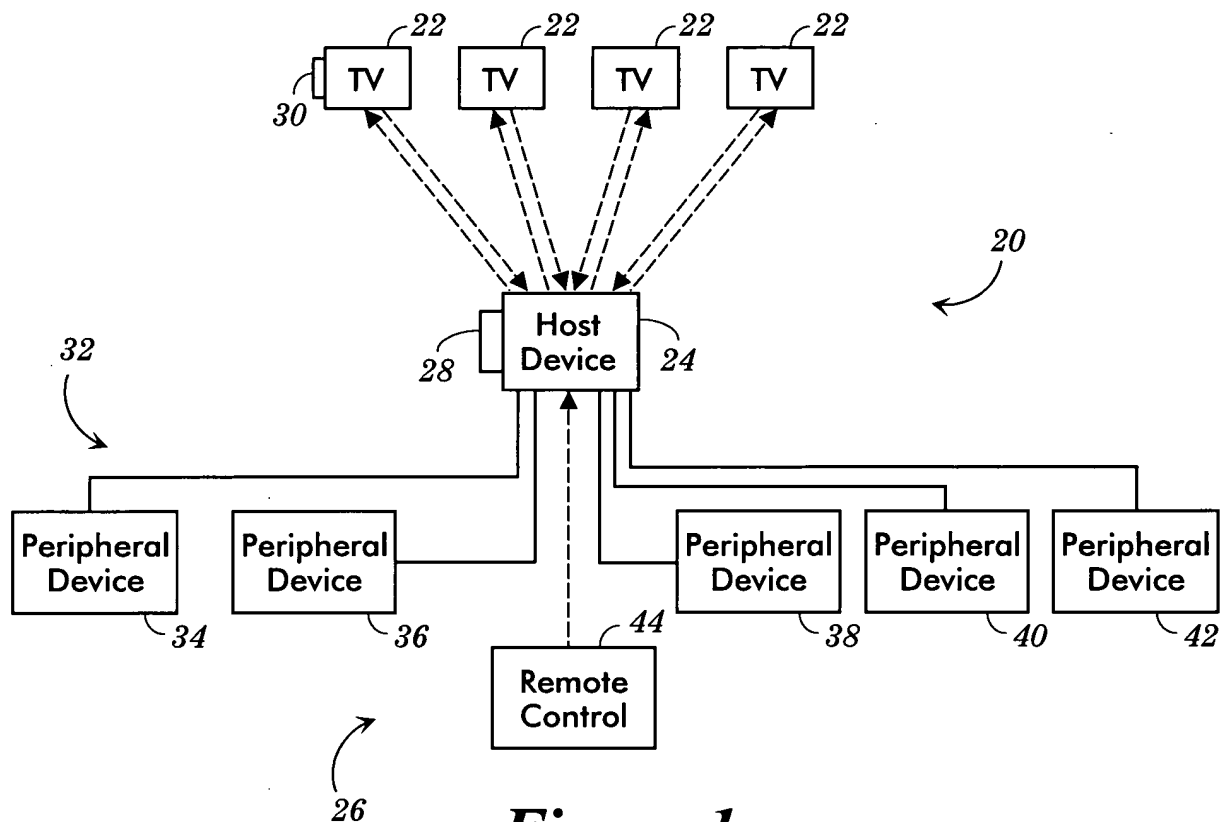 22 22 22 22
TV TV TV TV
30
20
Host
Device
28 24
32
Peripheral Peripheral Peripheral Peripheral Peripheral
Device Device Device Device Device
34 36 44 38 40 42
Remote
Control
26